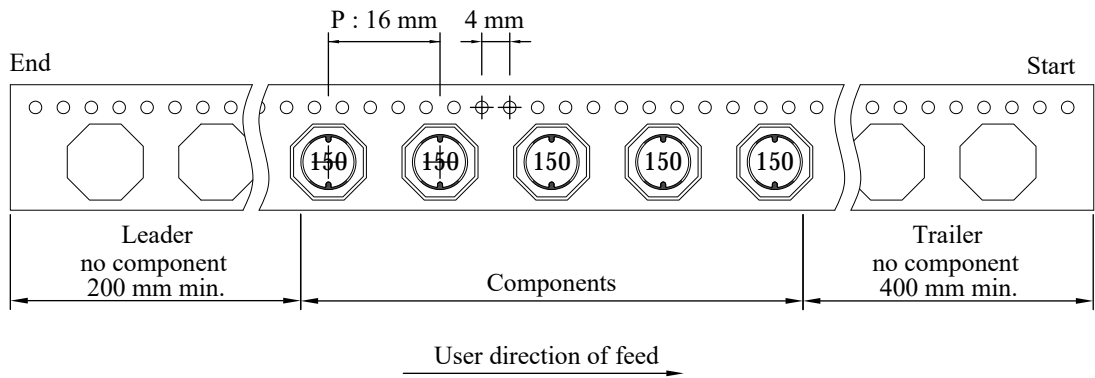 P : 16 mm
4 mm
End
Start
150
150
150
150
150
Leader
no component
200 mm min.
Components
Trailer
no component
400 mm min.
User direction of feed